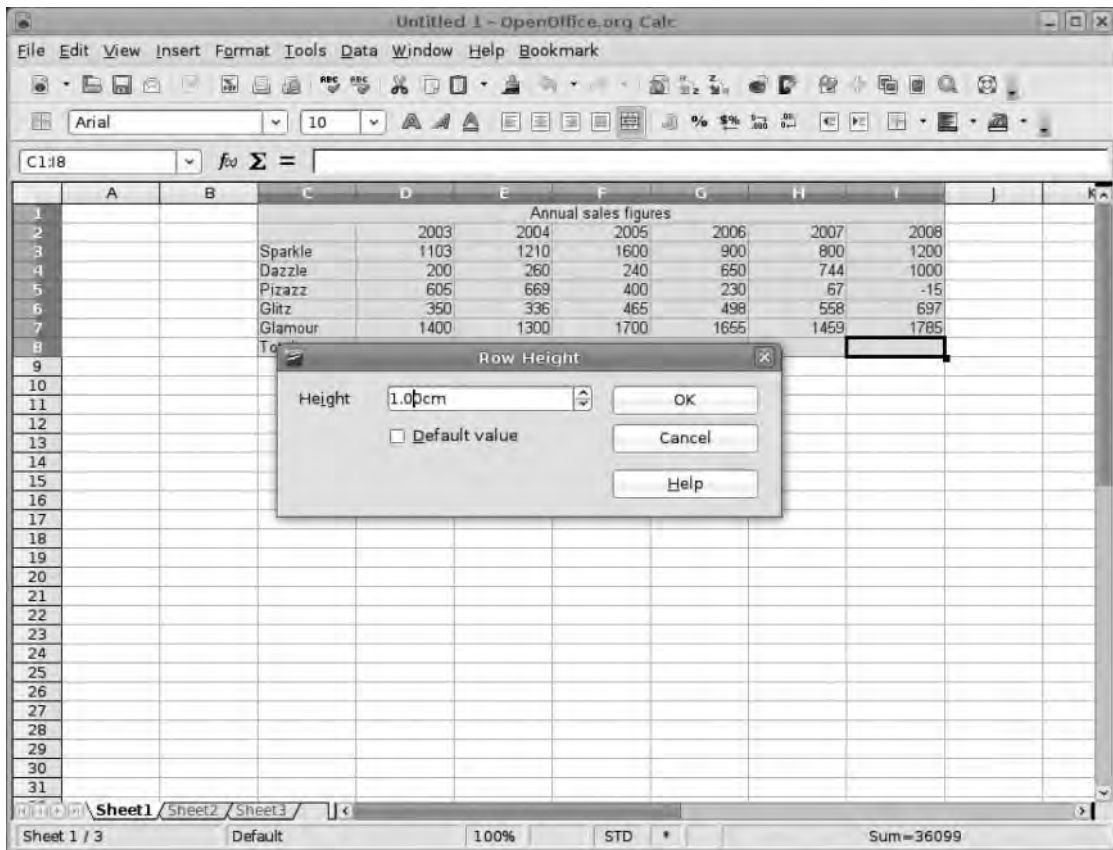 Untitled 1 - OpenOffice.org Calc
File Edit View Insert Format Tools Data Window Help Bookmark
Arial 10
C1:I8 f(x) Σ =
A B C D E F G H I J K
1 Annual sales figures
2 2003 2004 2005 2006 2007 2008
3 Sparkle 1103 1210 1600 900 800 1200
4 Dazzle 200 260 240 650 744 1000
5 Pizazz 605 669 400 230 67 -15
6 Glitz 350 336 465 498 558 697
7 Glamour 1400 1300 1700 1655 1459 1785
8
Row Height
Height 1.00cm OK
Default value Cancel
Help
9
10
11
12
13
14
15
16
17
18
19
20
21
22
23
24
25
26
27
28
29
30
31
Sheet1 Sheet2 Sheet3
Sheet 1 / 3 Default 100% STD * Sum=36099